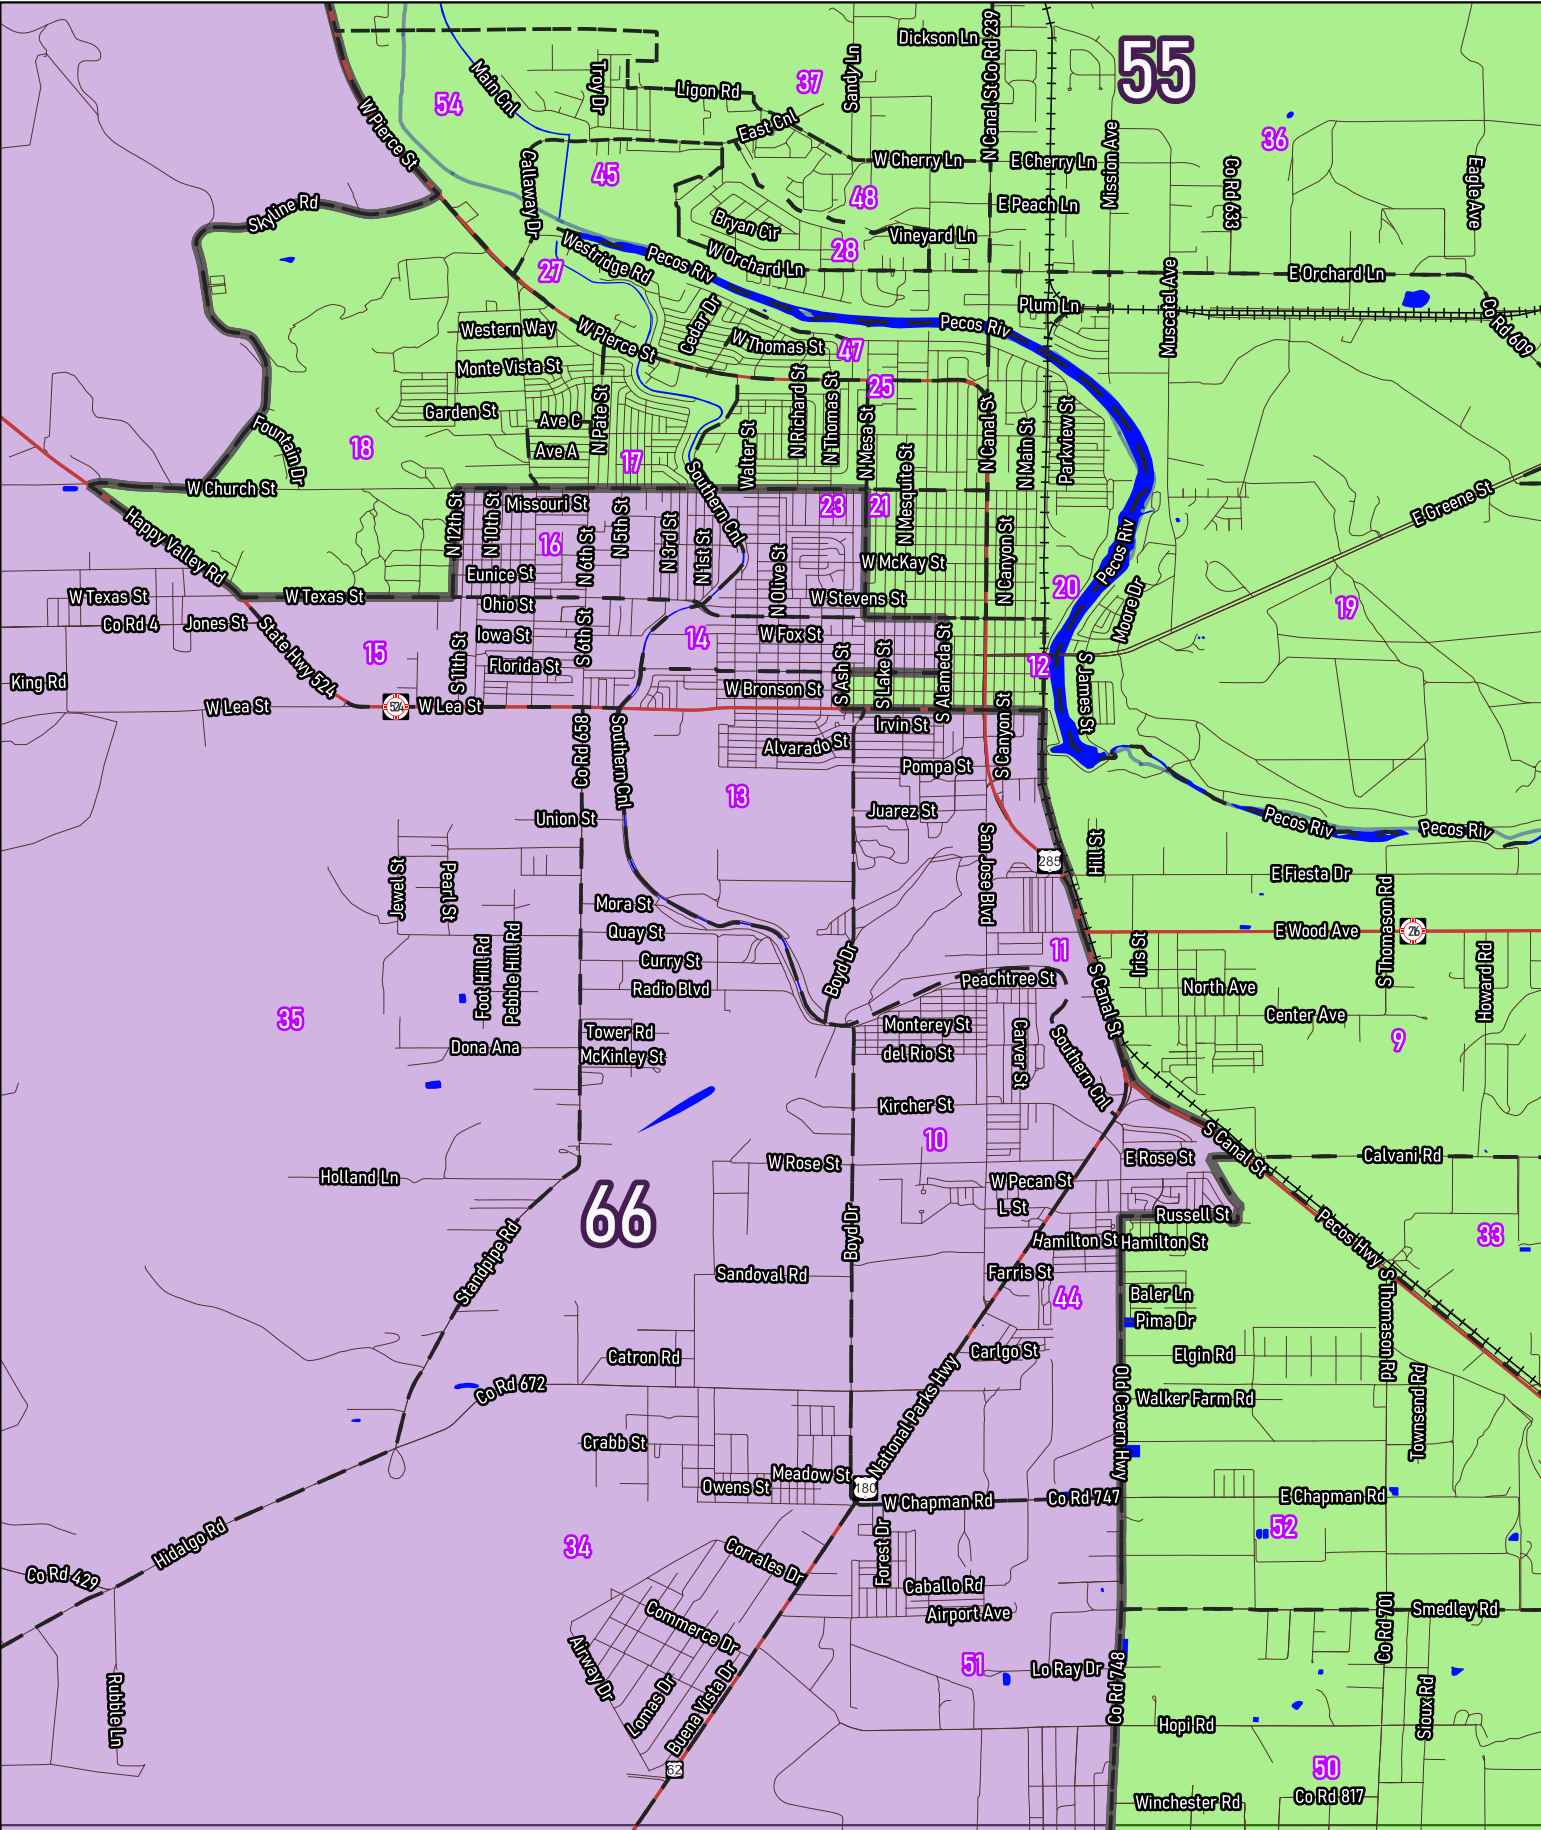 Dickson Ln
N Canal St Co Rd 239
55
Main Cnl
Troy Dr
Ligon Rd
37
Sandy Ln
54
W Pierce St
East Cnl
36
Callaway Dr
45
W Cherry Ln
E Cherry Ln
Mission Ave
Co Rd 633
Eagle Ave
48
E Peach Ln
Skyline Rd
Bryan Cir
Vineyard Ln
28
Westridge Rd
Pecos Riv
W Orchard Ln
27
E Orchard Ln
Plum Ln
Muscatel Ave
Co Rd 609
Cedar Dr
Pecos Riv
Western Way
W Pierce St
W Thomas St
47
Monte Vista St
25
Garden St
Ave C
N Pate St
N Richard St
N Thomas St
N Mesa St
N Canal St
Parkview St
Fountain Dr
18
Ave A
17
Walter St
N Mesquite St
N Main St
W Church St
Southern Cnl
Missouri St
23
21
E Greene St
Happy Valley Rd
N 12th St
N 10th St
16
N 6th St
N 5th St
N 3rd St
N 1st St
N Olive St
W McKay St
N Canyon St
Pecos Riv
Eunice St
20
19
W Texas St
W Texas St
Ohio St
W Stevens St
Moore Dr
Co Rd 4
Jones St
State Hwy 524
Iowa St
S 6th St
14
W Fox St
15
S 11th St
Florida St
S Ash St
S Lake St
S Alameda St
12
King Rd
W Bronson St
S James St
W Lea St
524
W Lea St
Irvin St
S Canyon St
Co Rd 658
Southern Cnl
Alvarado St
Pompa St
13
Union St
Juarez St
Pecos Riv
Pecos Riv
Jewel St
Pearl St
San Jose Blvd
285
Hill St
E Fiesta Dr
Mora St
S Thomason Rd
Quay St
E Wood Ave
216
Foot Hill Rd
Pebble Hill Rd
Curry St
Boyd Dr
11
Iris St
Howard Rd
Radio Blvd
Peachtree St
S Canal St
North Ave
35
Tower Rd
Monterey St
Center Ave
Dona Ana
McKinley St
del Rio St
Carver St
Southern Cnl
9
Kircher St
10
W Rose St
E Rose St
S Canal St
Calvani Rd
Holland Ln
W Pecan St
66
L St
Russell St
Boyd Dr
Hamilton St
Hamilton St
Pecos Hwy
33
Standpipe Rd
Sandoval Rd
Farris St
S Thomason Rd
44
Baler Ln
Pima Dr
Catron Rd
Carlgo St
Elgin Rd
Co Rd 672
National Parks Hwy
Old Cavern Hwy
Walker Farm Rd
Townsend Rd
Crabb St
Meadow St
Owens St
180
W Chapman Rd
Co Rd 747
E Chapman Rd
52
Hidalgo Rd
34
Corrales Dr
Forest Dr
Co Rd 429
Caballo Rd
Commerce Dr
Airport Ave
Co Rd 701
Smedley Rd
Airway Dr
51
Lo Ray Dr
Co Rd 748
Rubble Ln
Lomas Dr
Buena Vista Dr
Sioux Rd
Hopi Rd
62
50
Winchester Rd
Co Rd 817